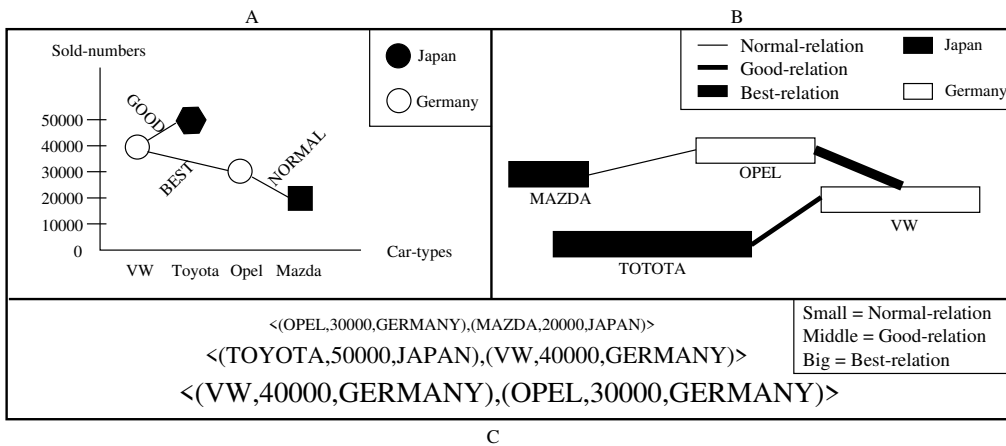 A
Sold-numbers
Japan
Germany
GOOD
BEST
NORMAL
50000
40000
30000
20000
10000
0
VW Toyota Opel Mazda
Car-types
B
Normal-relation
Good-relation
Best-relation
Japan
Germany
MAZDA
OPEL
TOTOTA
VW
<(OPEL,30000,GERMANY),(MAZDA,20000,JAPAN)>
<(TOYOTA,50000,JAPAN),(VW,40000,GERMANY)>
<(VW,40000,GERMANY),(OPEL,30000,GERMANY)>
Small = Normal-relation
Middle = Good-relation
Big = Best-relation
C